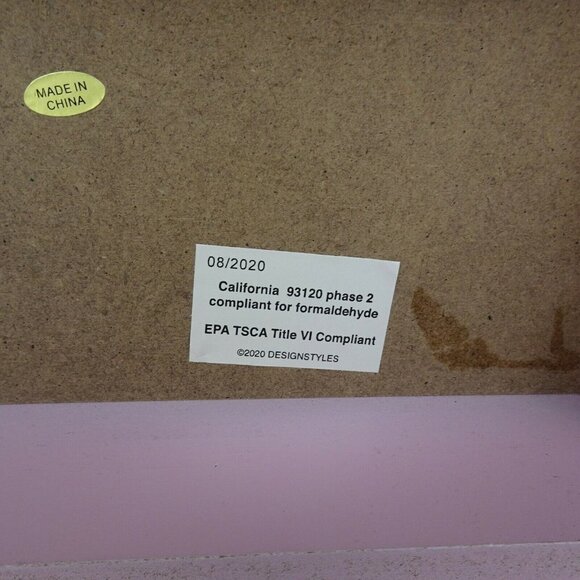 MADE IN
CHINA
08/2020
California 93120 phase 2
compliant for formaldehyde
EPA TSCA Title VI Compliant
©2020 DESIGNSTYLES